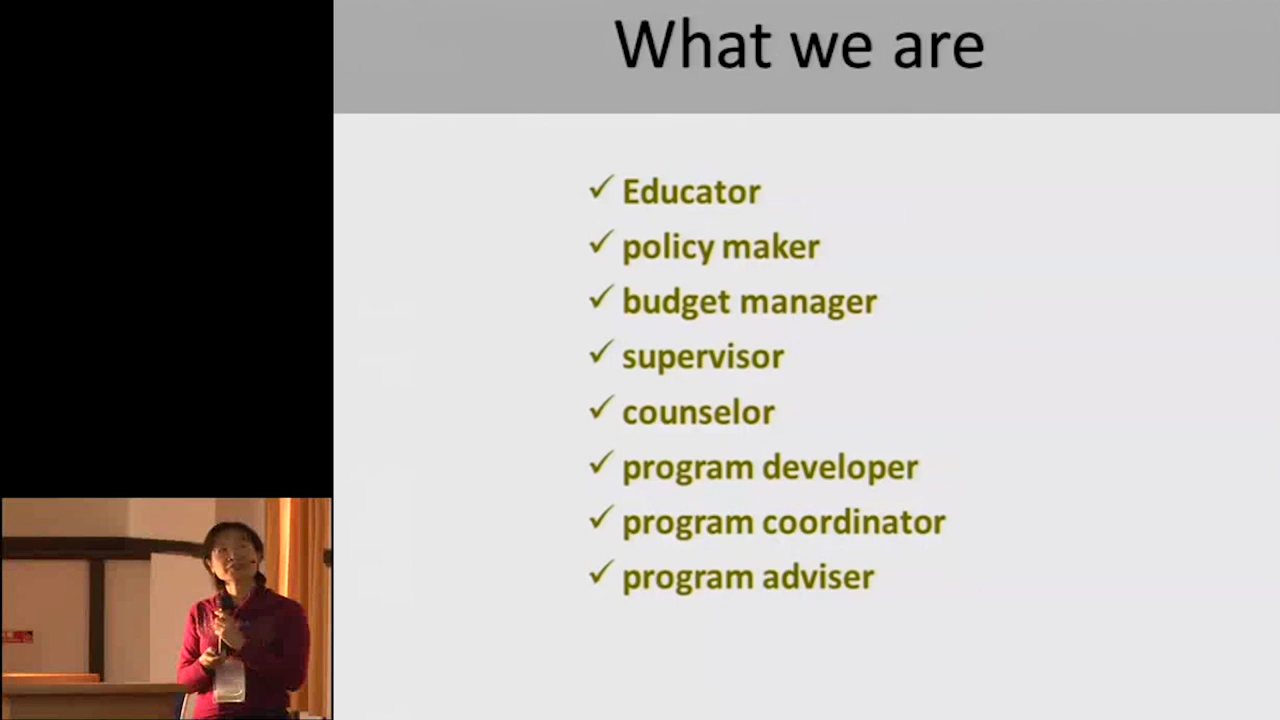 What we are
✓ Educator
✓ policy maker
✓ budget manager
✓ supervisor
✓ counselor
✓ program developer
✓ program coordinator
✓ program adviser